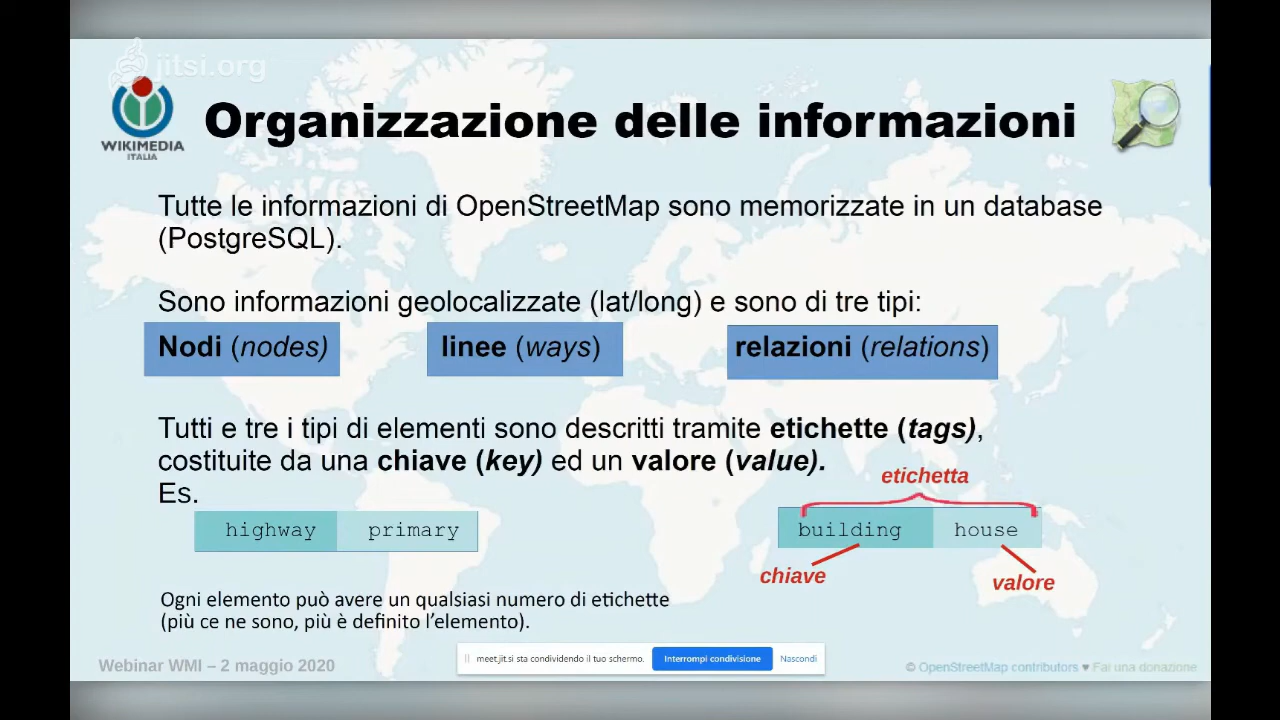 jitsi.org
WIKIMEDIA
ITALIA
Organizzazione delle informazioni
Tutte le informazioni di OpenStreetMap sono memorizzate in un database
(PostgreSQL).
Sono informazioni geolocalizzate (lat/long) e sono di tre tipi:
Nodi (nodes) linee (ways) relazioni (relations)
Tutti e tre i tipi di elementi sono descritti tramite etichette (tags),
costituite da una chiave (key) ed un valore (value).
Es.
etichetta
highway primary
building house
chiave valore
Ogni elemento può avere un qualsiasi numero di etichette
(più ce ne sono, più è definito l'elemento).
Webinar WMI – 2 maggio 2020
meet.jit.si sta condividendo il tuo schermo. Interrompi condivisione Nascondi
© OpenStreetMap contributors ♥ Fai una donazione